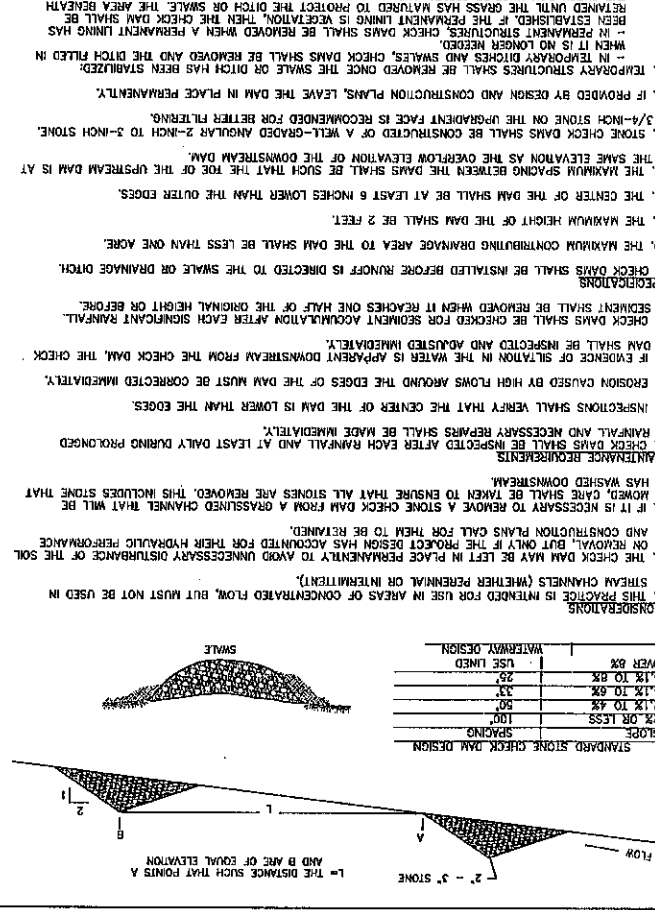 2" - 3" STONE
FLOW
L= THE DISTANCE SUCH THAT POINTS A
AND B ARE OF EQUAL ELEVATION
A
B
L
2
1
STANDARD STONE CHECK DAM DESIGN
SLOPE SPACING
2% OR LESS 100'
.1% TO 4% 50'
.1% TO 6% 33'
.1% TO 8% 25'
OVER 8% USE LINED
WATERWAY DESIGN
SWALE
ONSIDERATIONS
. THIS PRACTICE IS INTENDED FOR USE IN AREAS OF CONCENTRATED FLOW, BUT MUST NOT BE USED IN
STREAM CHANNELS (WHETHER PERENNIAL OR INTERMITTENT).
. THE CHECK DAM MAY BE LEFT IN PLACE PERMANENTLY TO AVOID UNNECESSARY DISTURBANCE OF THE SOIL
ON REMOVAL, BUT ONLY IF THE PROJECT DESIGN HAS ACCOUNTED FOR THEIR HYDRAULIC PERFORMANCE
AND CONSTRUCTION PLANS CALL FOR THEM TO BE RETAINED.
. IF IT IS NECESSARY TO REMOVE A STONE CHECK DAM FROM A GRASSLINED CHANNEL THAT WILL BE
MOWED, CARE SHALL BE TAKEN TO ENSURE THAT ALL STONES ARE REMOVED. THIS INCLUDES STONE THAT
HAS WASHED DOWNSTREAM.
MAINTENANCE REQUIREMENTS
. CHECK DAMS SHALL BE INSPECTED AFTER EACH RAINFALL AND AT LEAST DAILY DURING PROLONGED
RAINFALL AND NECESSARY REPAIRS SHALL BE MADE IMMEDIATELY.
INSPECTIONS SHALL VERIFY THAT THE CENTER OF THE DAM IS LOWER THAN THE EDGES.
EROSION CAUSED BY HIGH FLOWS AROUND THE EDGES OF THE DAM MUST BE CORRECTED IMMEDIATELY.
IF EVIDENCE OF SILTATION IN THE WATER IS APPARENT DOWNSTREAM FROM THE CHECK DAM, THE CHECK
DAM SHALL BE INSPECTED AND ADJUSTED IMMEDIATELY.
CHECK DAMS SHALL BE CHECKED FOR SEDIMENT ACCUMULATION AFTER EACH SIGNIFICANT RAINFALL.
SEDIMENT SHALL BE REMOVED WHEN IT REACHES ONE HALF OF THE ORIGINAL HEIGHT OR BEFORE.
PECIFICATIONS
CHECK DAMS SHALL BE INSTALLED BEFORE RUNOFF IS DIRECTED TO THE SWALE OR DRAINAGE DITCH.
. THE MAXIMUM CONTRIBUTING DRAINAGE AREA TO THE DAM SHALL BE LESS THAN ONE ACRE.
. THE MAXIMUM HEIGHT OF THE DAM SHALL BE 2 FEET.
. THE CENTER OF THE DAM SHALL BE AT LEAST 6 INCHES LOWER THAN THE OUTER EDGES.
. THE MAXIMUM SPACING BETWEEN THE DAMS SHALL BE SUCH THAT THE TOE OF THE UPSTREAM DAM IS AT
THE SAME ELEVATION AS THE OVERFLOW ELEVATION OF THE DOWNSTREAM DAM.
. STONE CHECK DAMS SHALL BE CONSTRUCTED OF A WELL-GRADED ANGULAR 2-INCH TO 3-INCH STONE.
3/4-INCH STONE ON THE UPGRADIENT FACE IS RECOMMENDED FOR BETTER FILTERING.
. IF PROVIDED BY DESIGN AND CONSTRUCTION PLANS, LEAVE THE DAM IN PLACE PERMANENTLY.
. TEMPORARY STRUCTURES SHALL BE REMOVED ONCE THE SWALE OR DITCH HAS BEEN STABILIZED:
-- IN TEMPORARY DITCHES AND SWALES, CHECK DAMS SHALL BE REMOVED AND THE DITCH FILLED IN
WHEN IT IS NO LONGER NEEDED.
-- IN PERMANENT STRUCTURES, CHECK DAMS SHALL BE REMOVED WHEN A PERMANENT LINING HAS
BEEN ESTABLISHED. IF THE PERMANENT LINING IS VEGETATION, THEN THE CHECK DAM SHALL BE
RETAINED UNTIL THE GRASS HAS MATURED TO PROTECT THE DITCH OR SWALE. THE AREA BENEATH